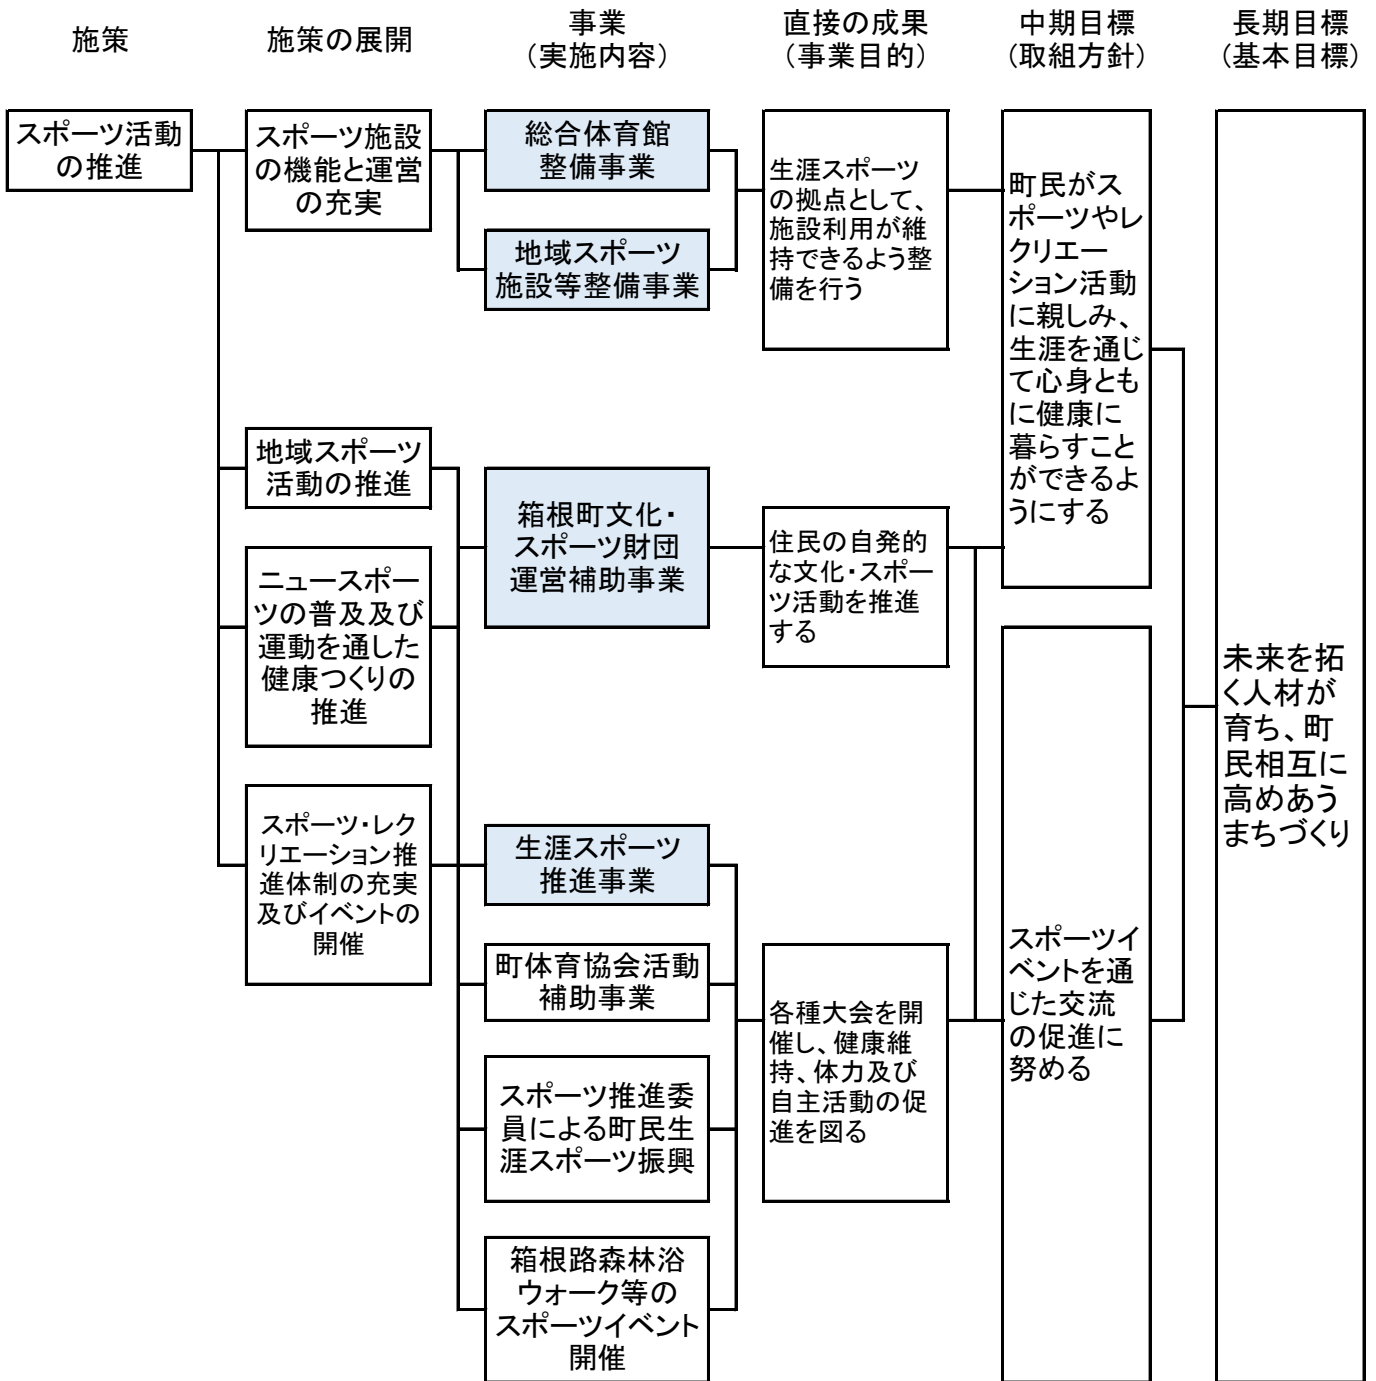 施策
施策の展開
事業
（実施内容）
直接の成果
（事業目的）
中期目標
（取組方針）
長期目標
（基本目標）
スポーツ活動
の推進
スポーツ施設
の機能と運営
の充実
地域スポーツ
活動の推進
ニュースポー
ツの普及及び
運動を通した
健康つくりの
推進
スポーツ・レク
リエーション推
進体制の充実
及びイベントの
開催
総合体育館
整備事業
地域スポーツ
施設等整備事業
箱根町文化・
スポーツ財団
運営補助事業
生涯スポーツ
推進事業
町体育協会活動
補助事業
スポーツ推進委
員による町民生
涯スポーツ振興
箱根路森林浴
ウォーク等の
スポーツイベント
開催
生涯スポーツ
の拠点として、
施設利用が維
持できるよう整
備を行う
住民の自発的
な文化・スポー
ツ活動を推進
する
各種大会を開
催し、健康維
持、体力及び
自主活動の促
進を図る
町民がス
ポーツやレ
クリエー
ション活動
に親しみ、
生涯を通じ
て心身とも
に健康に
暮らすこと
ができるよ
うにする
スポーツイ
ベントを通
じた交流
の促進に
努める
未来を拓
く人材が
育ち、町
民相互に
高めあう
まちづくり